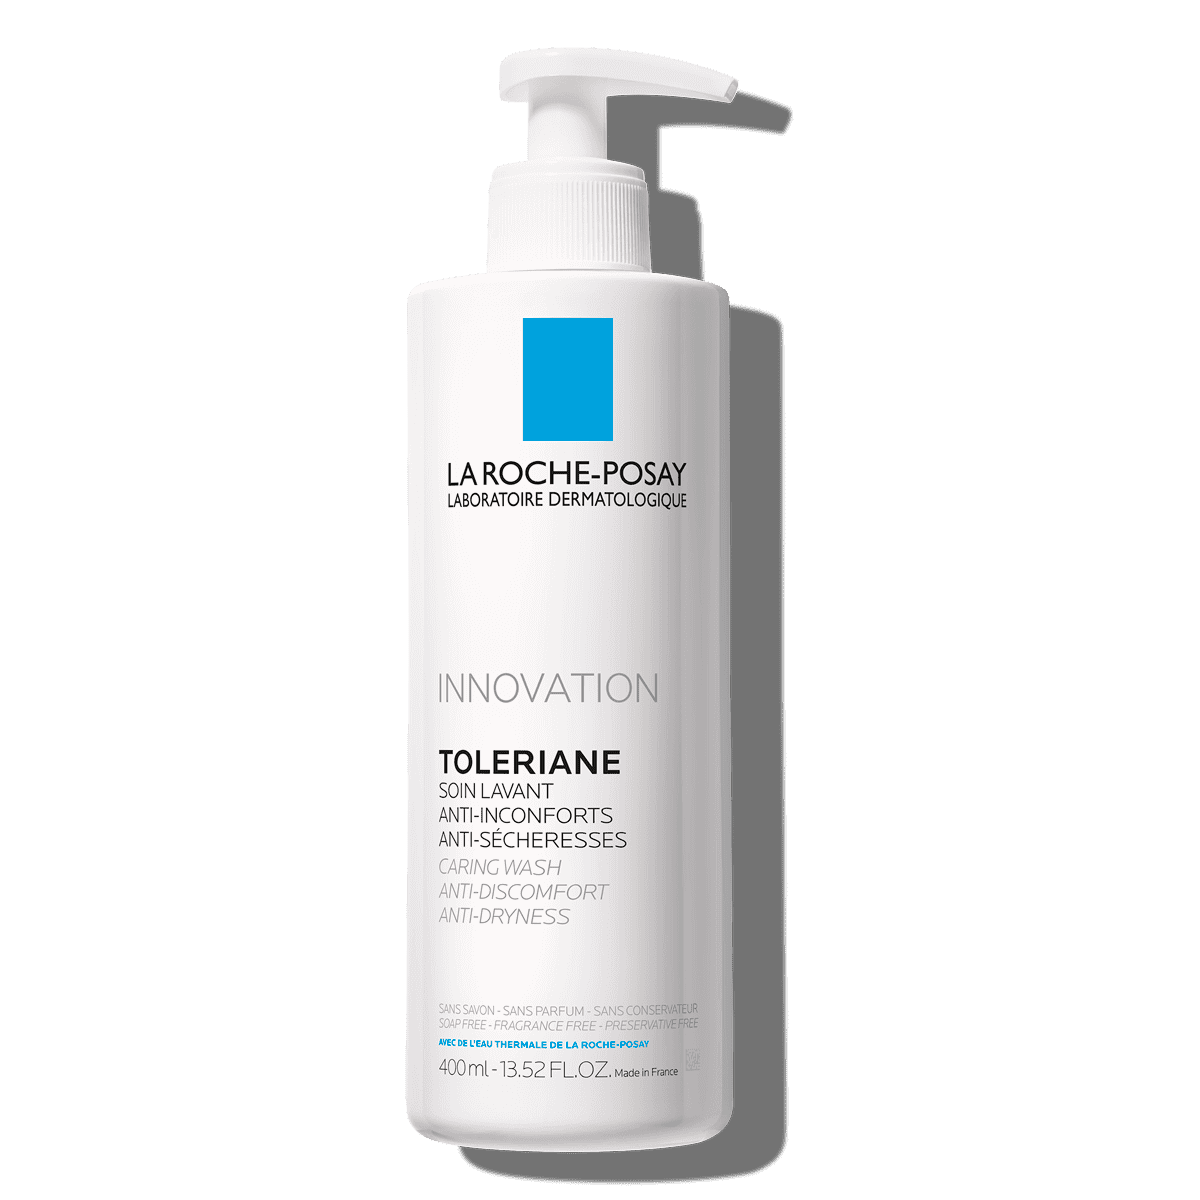 LA ROCHE-POSAY
LABORATOIRE DERMATOLOGIQUE
INNOVATION
TOLERIANE
SOIN LAVANT
ANTI-INCONFORTS
ANTI-SÉCHERESSES
CARING WASH
ANTI-DISCOMFORT
ANTI-DRYNESS
SANS SAVON - SANS PARFUM - SANS CONSERVATEUR
SOAP FREE - FRAGRANCE FREE - PRESERVATIVE FREE
AVEC DE L'EAU THERMALE DE LA ROCHE-POSAY
400 ml - 13.52 FL.OZ. Made in France